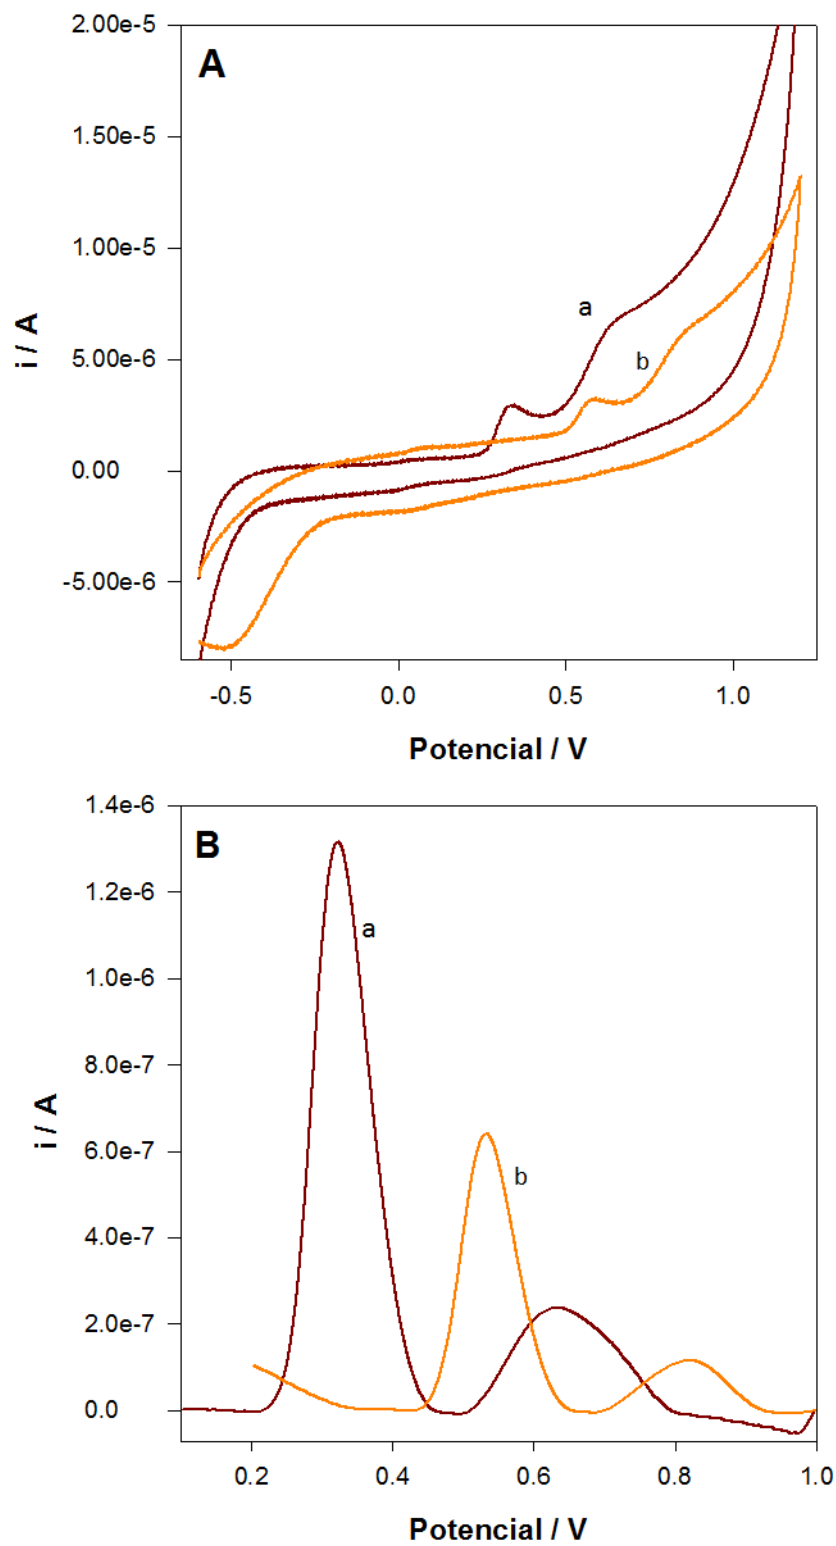 A
2.00e-5
1.50e-5
1.00e-5
5.00e-6
0.00
-5.00e-6
i / A
a
b
-0.5 0.0 0.5 1.0
Potencial / V
B
1.4e-6
1.2e-6
1.0e-6
8.0e-7
6.0e-7
4.0e-7
2.0e-7
0.0
i / A
a
b
0.2 0.4 0.6 0.8 1.0
Potencial / V